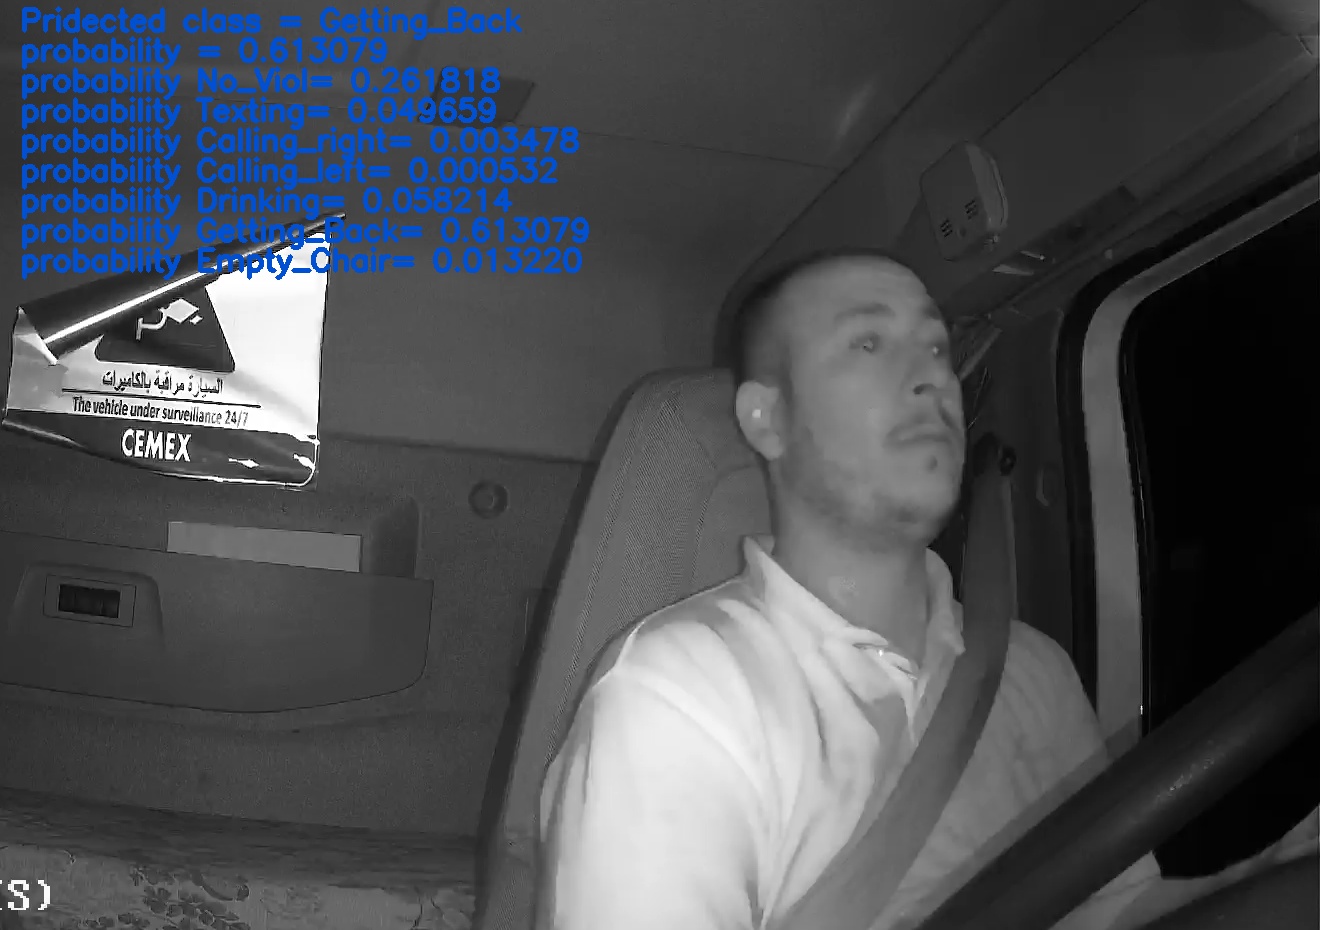 Pridected class = Getting_Back
probability = 0.613079
probability No_Viol= 0.261818
probability Texting= 0.049659
probability Calling_right= 0.003478
probability Calling_left= 0.000532
probability Drinking= 0.058214
probability Getting_Back= 0.613079
probability Empty_Chair= 0.013220
السيارة مراقبة بالكاميرات
The vehicle under surveillance 24/7
CEMEX
S)